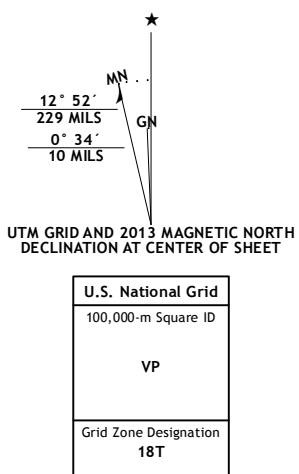 ★
MN
12° 52´
229 MILS
GN
0° 34´
10 MILS
UTM GRID AND 2013 MAGNETIC NORTH
DECLINATION AT CENTER OF SHEET
U.S. National Grid
100,000-m Square ID
VP
Grid Zone Designation
18T